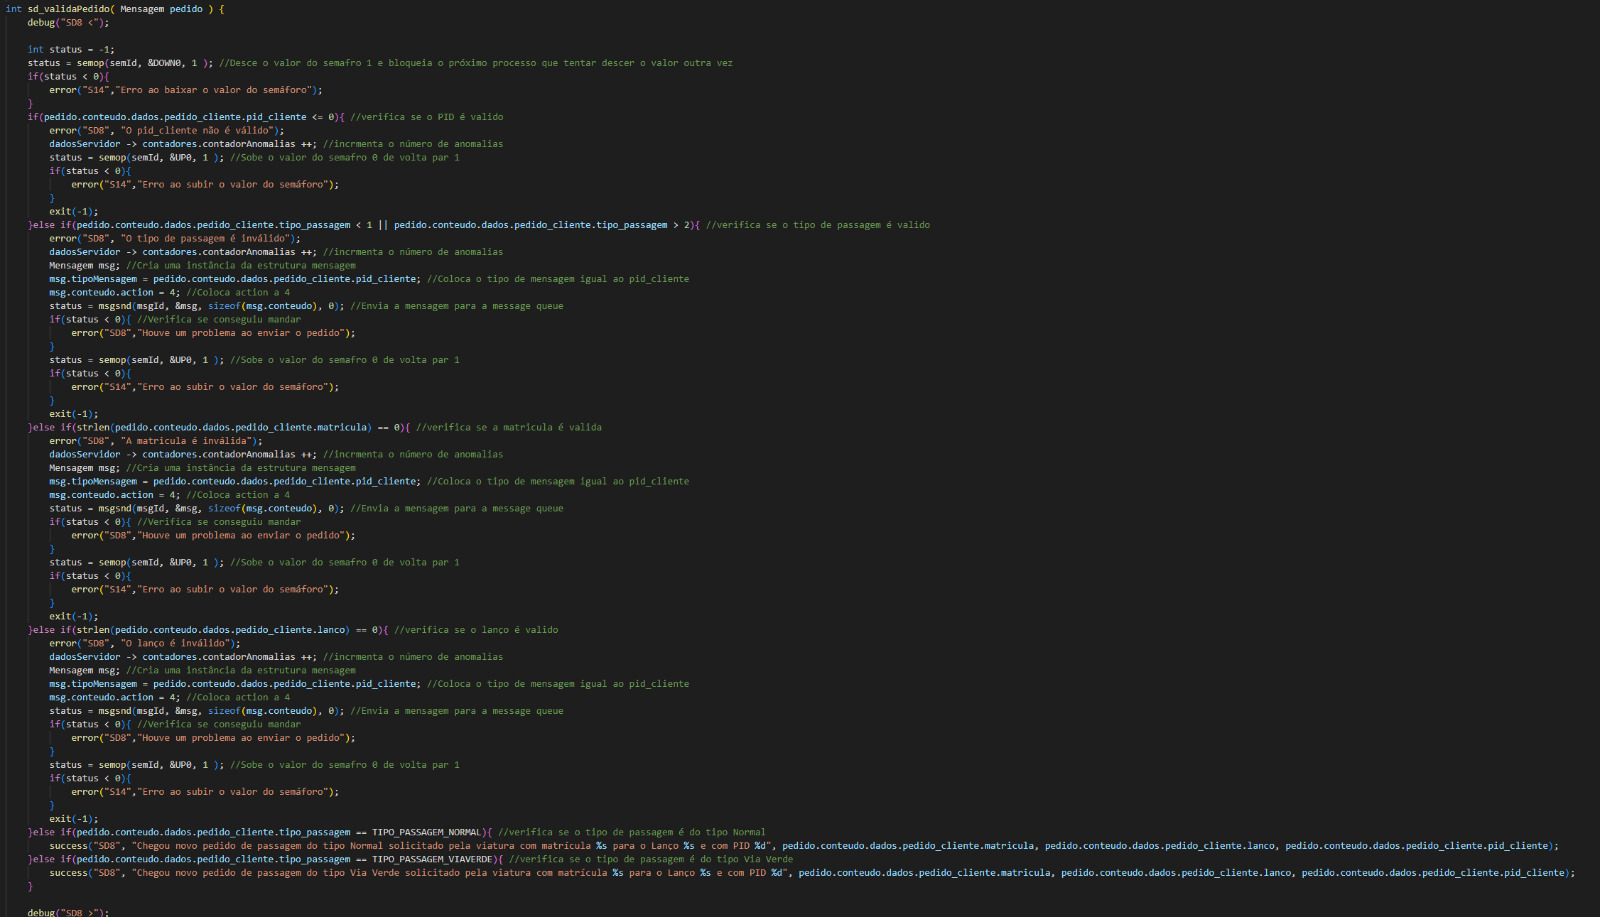 int sd_validaPedido( Mensagem pedido ) {
    debug("SD8 <");

    int status = -1;
    status = semop(semId, &DOWN0, 1 ); //Desce o valor do semafro 1 e bloqueia o próximo processo que tentar descer o valor outra vez
    if(status < 0){
        error("S14","Erro ao baixar o valor do semáforo");
    }
    if(pedido.conteudo.dados.pedido_cliente.pid_cliente <= 0){ //verifica se o PID é valido
        error("SD8", "O pid_cliente não é válido");
        dadosServidor -> contadores.contadorAnomalias ++; //incrmenta o número de anomalias
        status = semop(semId, &UP0, 1 ); //Sobe o valor do semafro 0 de volta par 1
        if(status < 0){
            error("S14","Erro ao subir o valor do semáforo");
        }
        exit(-1);
    }else if(pedido.conteudo.dados.pedido_cliente.tipo_passagem < 1 || pedido.conteudo.dados.pedido_cliente.tipo_passagem > 2){ //verifica se o tipo de passagem é valido
        error("SD8", "O tipo de passagem é inválido");
        dadosServidor -> contadores.contadorAnomalias ++; //incrmenta o número de anomalias
        Mensagem msg; //Cria uma instância da estrutura mensagem
        msg.tipoMensagem = pedido.conteudo.dados.pedido_cliente.pid_cliente; //Coloca o tipo de mensagem igual ao pid_cliente
        msg.conteudo.action = 4; //Coloca action a 4
        status = msgsnd(msgId, &msg, sizeof(msg.conteudo), 0); //Envia a mensagem para a message queue
        if(status < 0){ //Verifica se conseguiu mandar
            error("SD8","Houve um problema ao enviar o pedido");
        }
        status = semop(semId, &UP0, 1 ); //Sobe o valor do semafro 0 de volta par 1
        if(status < 0){
            error("S14","Erro ao subir o valor do semáforo");
        }
        exit(-1);
    }else if(strlen(pedido.conteudo.dados.pedido_cliente.matricula) == 0){ //verifica se a matricula é valida
        error("SD8", "A matricula é inválida");
        dadosServidor -> contadores.contadorAnomalias ++; //incrmenta o número de anomalias
        Mensagem msg; //Cria uma instância da estrutura mensagem
        msg.tipoMensagem = pedido.conteudo.dados.pedido_cliente.pid_cliente; //Coloca o tipo de mensagem igual ao pid_cliente
        msg.conteudo.action = 4; //Coloca action a 4
        status = msgsnd(msgId, &msg, sizeof(msg.conteudo), 0); //Envia a mensagem para a message queue
        if(status < 0){ //Verifica se conseguiu mandar
            error("SD8","Houve um problema ao enviar o pedido");
        }
        status = semop(semId, &UP0, 1 ); //Sobe o valor do semafro 0 de volta par 1
        if(status < 0){
            error("S14","Erro ao subir o valor do semáforo");
        }
        exit(-1);
    }else if(strlen(pedido.conteudo.dados.pedido_cliente.lanco) == 0){ //verifica se o lanço é valido
        error("SD8", "O lanço é inválido");
        dadosServidor -> contadores.contadorAnomalias ++; //incrmenta o número de anomalias
        Mensagem msg; //Cria uma instância da estrutura mensagem
        msg.tipoMensagem = pedido.conteudo.dados.pedido_cliente.pid_cliente; //Coloca o tipo de mensagem igual ao pid_cliente
        msg.conteudo.action = 4; //Coloca action a 4
        status = msgsnd(msgId, &msg, sizeof(msg.conteudo), 0); //Envia a mensagem para a message queue
        if(status < 0){ //Verifica se conseguiu mandar
            error("SD8","Houve um problema ao enviar o pedido");
        }
        status = semop(semId, &UP0, 1 ); //Sobe o valor do semafro 0 de volta par 1
        if(status < 0){
            error("S14","Erro ao subir o valor do semáforo");
        }
        exit(-1);
    }else if(pedido.conteudo.dados.pedido_cliente.tipo_passagem == TIPO_PASSAGEM_NORMAL){ //verifica se o tipo de passagem é do tipo Normal
        success("SD8", "Chegou novo pedido de passagem do tipo Normal solicitado pela viatura com matrícula %s para o Lanço %s e com PID %d", pedido.conteudo.dados.pedido_cliente.matricula, pedido.conteudo.dados.pedido_cliente.lanco, pedido.conteudo.dados.pedido_cliente.pid_cliente);
    }else if(pedido.conteudo.dados.pedido_cliente.tipo_passagem == TIPO_PASSAGEM_VIAVERDE){ //verifica se o tipo de passagem é do tipo Via Verde
        success("SD8", "Chegou novo pedido de passagem do tipo Via Verde solicitado pela viatura com matrícula %s para o Lanço %s e com PID %d", pedido.conteudo.dados.pedido_cliente.matricula, pedido.conteudo.dados.pedido_cliente.lanco, pedido.conteudo.dados.pedido_cliente.pid_cliente);
    }

    debug("SD8 >");